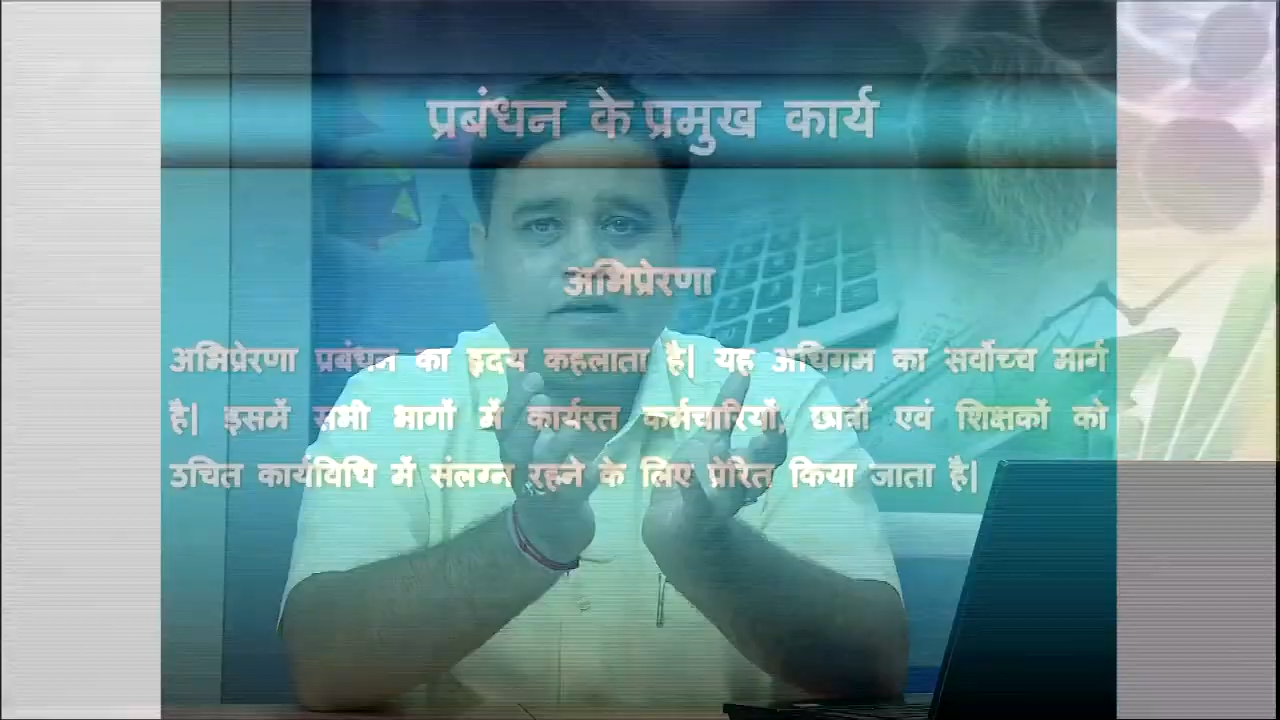 प्रबंधन के प्रमुख कार्य
अभिप्रेरणा
अभिप्रेरणा प्रबंधन का हृदय कहलाता है| यह अधिगम का सर्वोच्च मार्ग
है| इसमें सभी भागों में कार्यरत कर्मचारियों, छात्रों एवं शिक्षकों को
उचित कार्यविधि में संलग्न रहने के लिए प्रेरित किया जाता है|